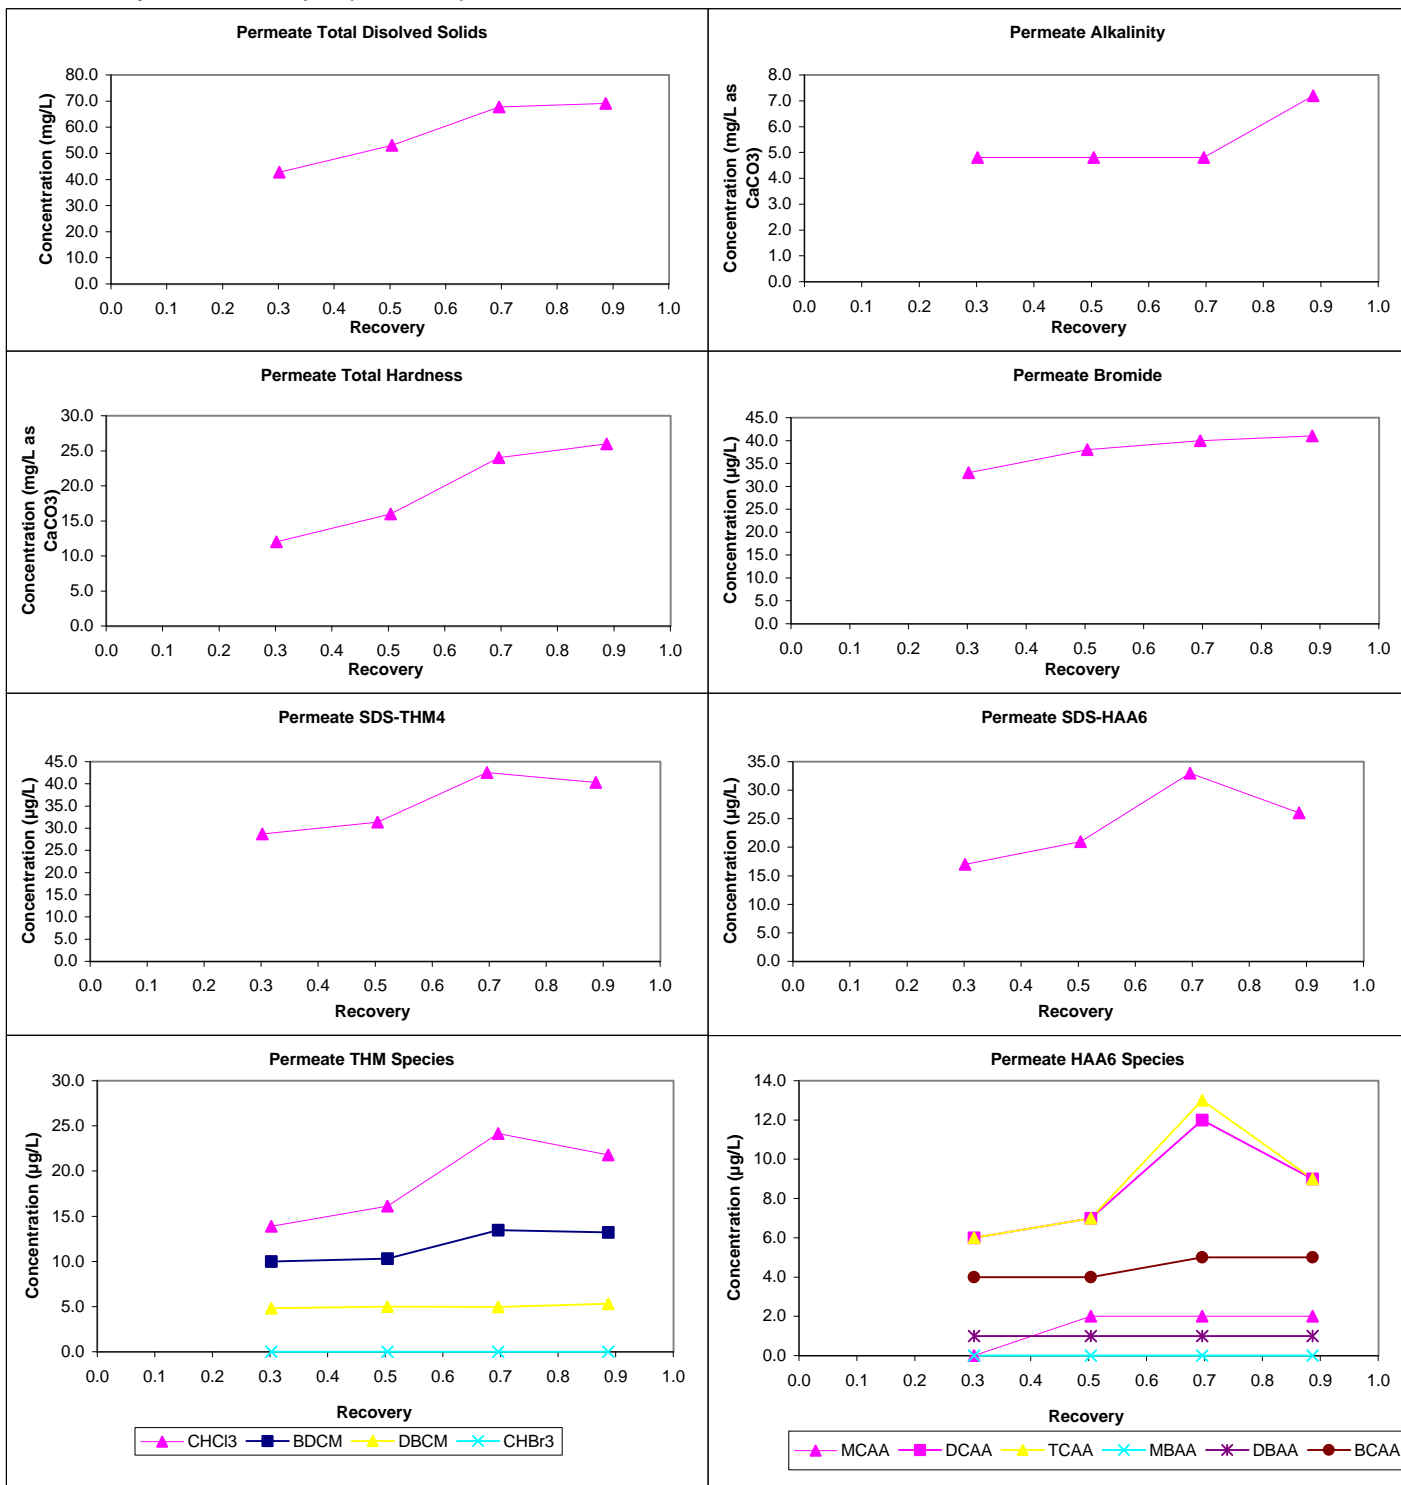 Permeate Total Disolved Solids
Concentration (mg/L)
80.0
70.0
60.0
50.0
40.0
30.0
20.0
10.0
0.0
0.0 0.1 0.2 0.3 0.4 0.5 0.6 0.7 0.8 0.9 1.0
Recovery
Permeate Alkalinity
Concentration (mg/L as
CaCO3)
8.0
7.0
6.0
5.0
4.0
3.0
2.0
1.0
0.0
0.0 0.1 0.2 0.3 0.4 0.5 0.6 0.7 0.8 0.9 1.0
Recovery
Permeate Total Hardness
Concentration (mg/L as
CaCO3)
30.0
25.0
20.0
15.0
10.0
5.0
0.0
0.0 0.1 0.2 0.3 0.4 0.5 0.6 0.7 0.8 0.9 1.0
Recovery
Permeate Bromide
Concentration (µg/L)
45.0
40.0
35.0
30.0
25.0
20.0
15.0
10.0
5.0
0.0
0.0 0.1 0.2 0.3 0.4 0.5 0.6 0.7 0.8 0.9 1.0
Recovery
Permeate SDS-THM4
Concentration (µg/L)
45.0
40.0
35.0
30.0
25.0
20.0
15.0
10.0
5.0
0.0
0.0 0.1 0.2 0.3 0.4 0.5 0.6 0.7 0.8 0.9 1.0
Recovery
Permeate SDS-HAA6
Concentration (µg/L)
35.0
30.0
25.0
20.0
15.0
10.0
5.0
0.0
0.0 0.1 0.2 0.3 0.4 0.5 0.6 0.7 0.8 0.9 1.0
Recovery
Permeate THM Species
Concentration (µg/L)
30.0
25.0
20.0
15.0
10.0
5.0
0.0
0.0 0.1 0.2 0.3 0.4 0.5 0.6 0.7 0.8 0.9 1.0
Recovery
CHCl3 BDCM DBCM CHBr3
Permeate HAA6 Species
Concentration (µg/L)
14.0
12.0
10.0
8.0
6.0
4.0
2.0
0.0
0.0 0.1 0.2 0.3 0.4 0.5 0.6 0.7 0.8 0.9 1.0
Recovery
MCAA DCAA TCAA MBAA DBAA BCAA